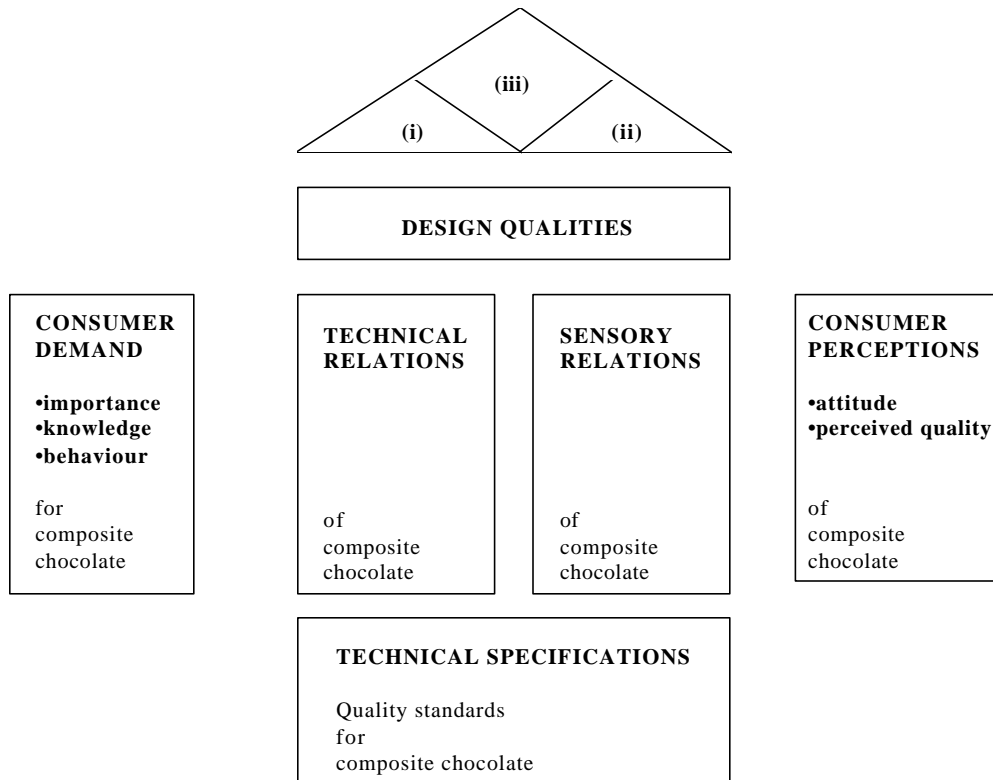 (iii)
(i)
(ii)
DESIGN QUALITIES
CONSUMER
DEMAND
•importance
•knowledge
•behaviour
for
composite
chocolate
TECHNICAL
RELATIONS
of
composite
chocolate
SENSORY
RELATIONS
of
composite
chocolate
CONSUMER
PERCEPTIONS
•attitude
•perceived quality
of
composite
chocolate
TECHNICAL SPECIFICATIONS
Quality standards
for
composite chocolate